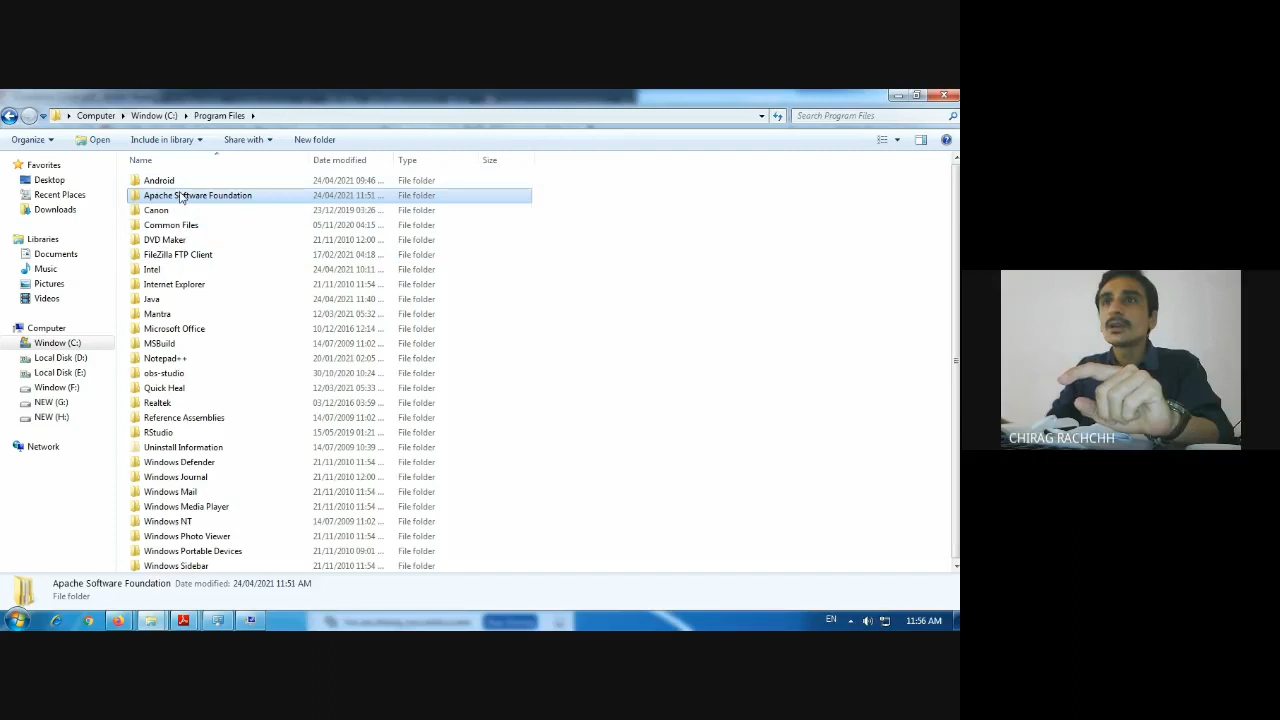 Computer Window (C:) Program Files
Search Program Files
Organize Open Include in library Share with New folder
Name Date modified Type Size
Favorites
Desktop
Recent Places
Downloads
Libraries
Documents
Music
Pictures
Videos
Computer
Window (C:)
Local Disk (D:)
Local Disk (E:)
Window (F:)
NEW (G:)
NEW (H:)
Network
Android 24/04/2021 09:46 ... File folder
Apache Software Foundation 24/04/2021 11:51 ... File folder
Canon 23/12/2019 03:26 ... File folder
Common Files 05/11/2020 04:15 ... File folder
DVD Maker 21/11/2010 12:00 ... File folder
FileZilla FTP Client 17/02/2021 04:18 ... File folder
Intel 24/04/2021 10:11 ... File folder
Internet Explorer 21/11/2010 11:54 ... File folder
Java 24/04/2021 11:40 ... File folder
Mantra 12/03/2021 05:32 ... File folder
Microsoft Office 10/12/2016 12:14 ... File folder
MSBuild 14/07/2009 11:02 ... File folder
Notepad++ 20/01/2021 02:05 ... File folder
obs-studio 30/10/2020 10:24 ... File folder
Quick Heal 12/03/2021 05:33 ... File folder
Realtek 03/12/2016 03:59 ... File folder
Reference Assemblies 14/07/2009 11:02 ... File folder
RStudio 15/05/2019 01:21 ... File folder
Uninstall Information 14/07/2009 10:39 ... File folder
Windows Defender 21/11/2010 11:54 ... File folder
Windows Journal 21/11/2010 12:00 ... File folder
Windows Mail 21/11/2010 11:54 ... File folder
Windows Media Player 21/11/2010 11:54 ... File folder
Windows NT 14/07/2009 11:02 ... File folder
Windows Photo Viewer 21/11/2010 11:54 ... File folder
Windows Portable Devices 21/11/2010 09:01 ... File folder
Windows Sidebar 21/11/2010 11:54 ... File folder
Apache Software Foundation Date modified: 24/04/2021 11:51 AM
File folder
EN 11:56 AM
CHIRAG RACHCHH